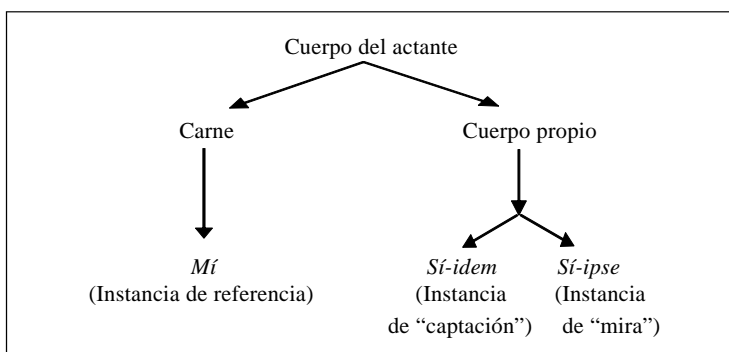 Cuerpo del actante
Carne Cuerpo propio
Mí Sí-idem Sí-ipse
(Instancia de referencia) (Instancia (Instancia
de “captación”) de “mira”)